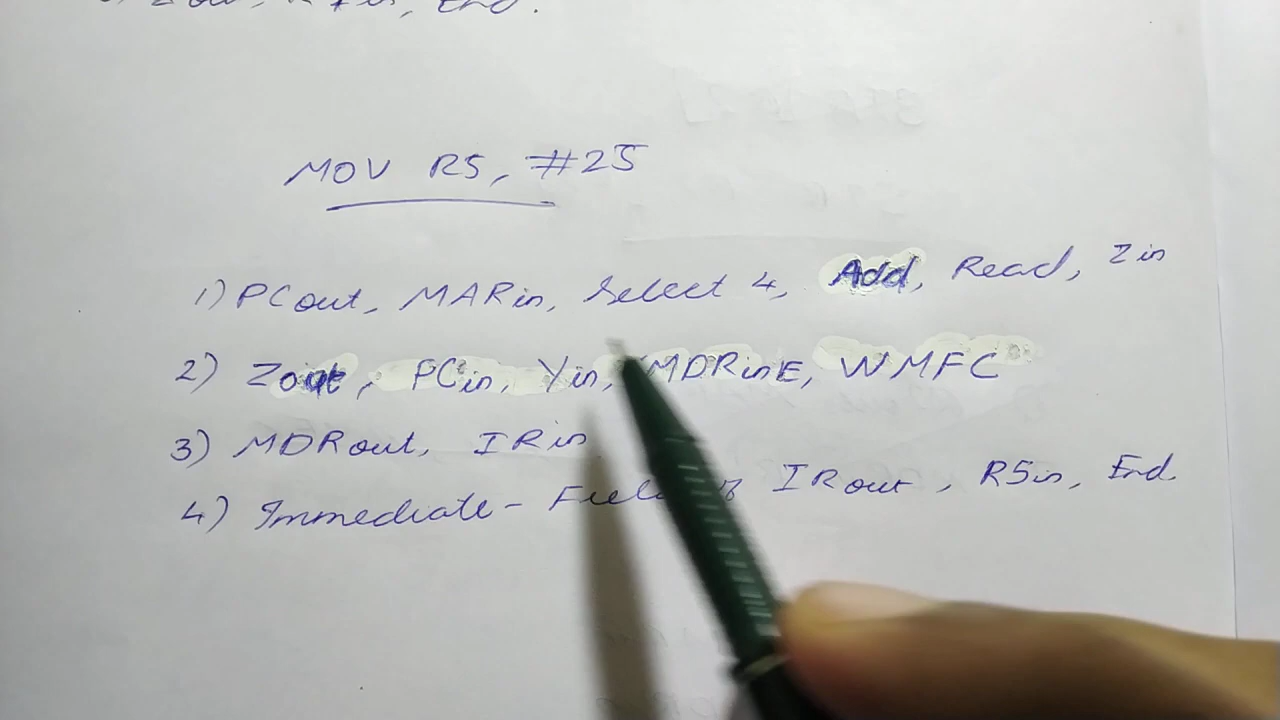 MOV R5, #25
1) PCout, MARin, Select 4, Add, Read, Zin
2) Zout, PCin, Yin, MDRinE, WMFC
3) MDRout, IRin
4) Immediate - IRout, R5in, End.